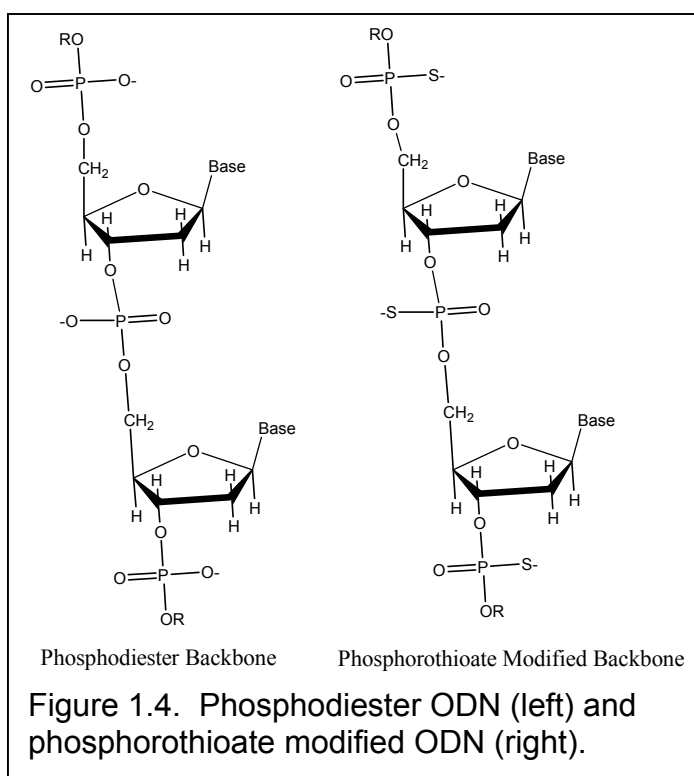 RO RO
O P O- O P S-
O O
CH2 CH2
O Base O Base
H H H H
H H H H
O O
-O P O -S P O
O O
CH2 CH2
O Base O Base
H H H H
H H H H
O O
O P O- O P S-
OR OR
Phosphodiester Backbone Phosphorothioate Modified Backbone
Figure 1.4. Phosphodiester ODN (left) and
phosphorothioate modified ODN (right).